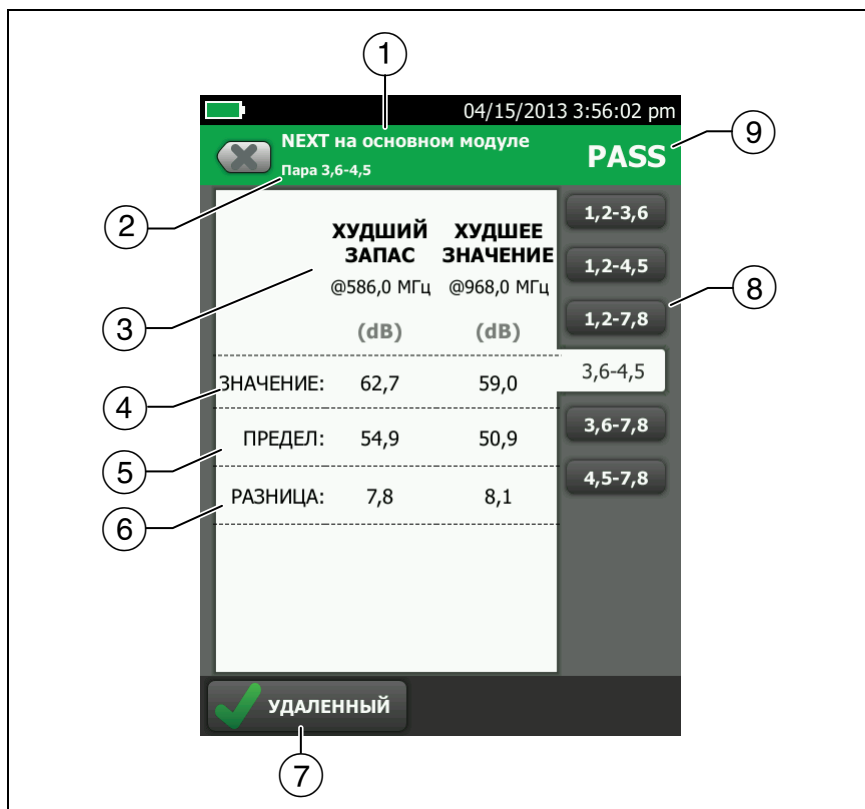 1
04/15/2013 3:56:02 pm
NEXT на основном модуле
PASS
9
Пара 3,6-4,5
2
ХУДШИЙ ЗАПАС
ХУДШЕЕ ЗНАЧЕНИЕ
@586,0 МГц @968,0 МГц
3
(dB) (dB)
1,2-3,6
1,2-4,5
1,2-7,8
8
3,6-4,5
3,6-7,8
4,5-7,8
4
ЗНАЧЕНИЕ: 62,7 59,0
5
ПРЕДЕЛ: 54,9 50,9
6
РАЗНИЦА: 7,8 8,1
УДАЛЕННЫЙ
7